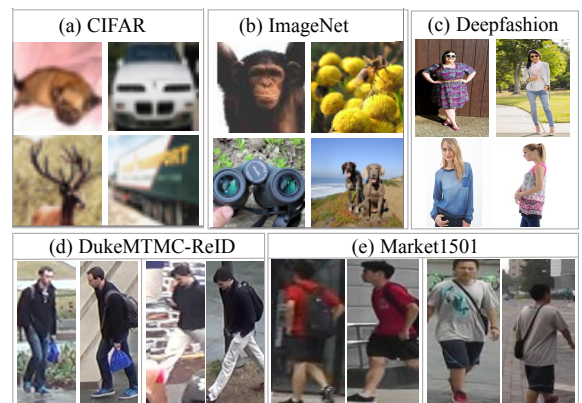 (a) CIFAR
(b) ImageNet
(c) Deepfashion
(d) DukeMTMC-ReID
(e) Market1501